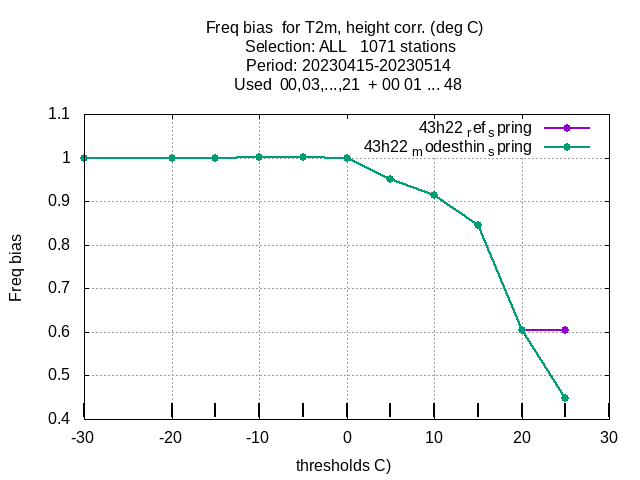 Freq bias  for T2m, height corr. (deg C)
Selection: ALL   1071 stations
Period: 20230415-20230514
Used  00,03,...,21  + 00 01 ... 48
43h22 ref spring
43h22 modesthin spring
1.1
1
0.9
0.8
0.7
0.6
0.5
0.4
Freq bias
-30 -20 -10 0 10 20 30
thresholds C)